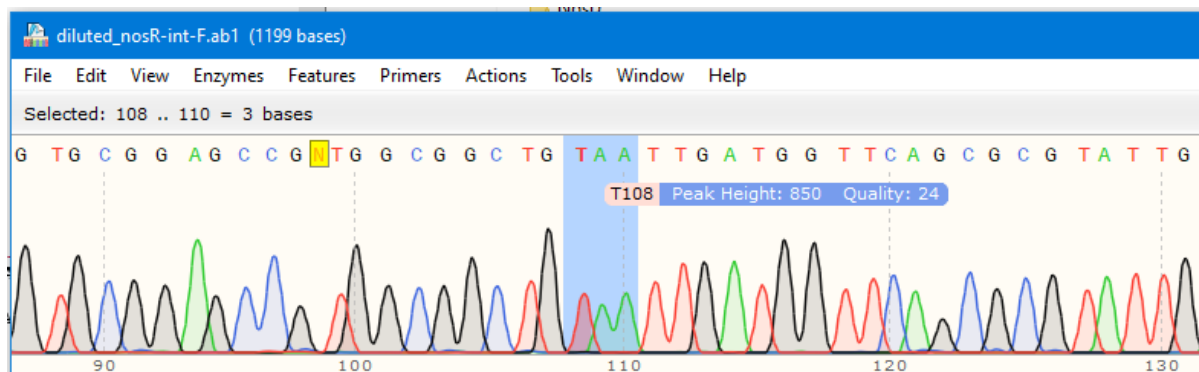 diluted_nosR-int-F.ab1 (1199 bases)
File Edit View Enzymes Features Primers Actions Tools Window Help
Selected: 108 .. 110 = 3 bases
G T G C G G A G C C G N T G G C G G C T G T A A T T G A T G G T T C A G C G C G T A T T G
T108 Peak Height: 850 Quality: 24
90 100 110 120 130